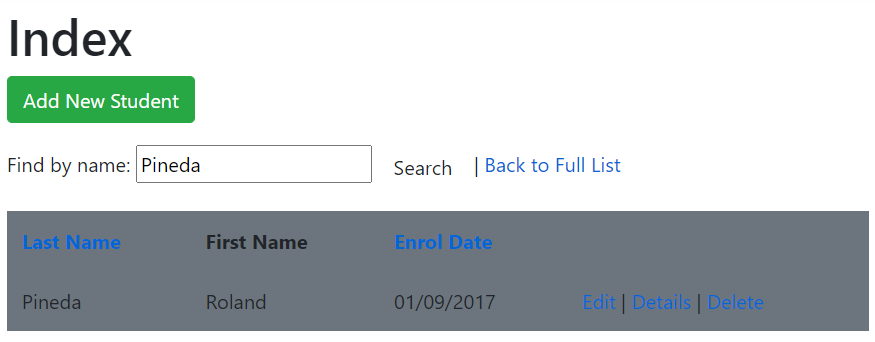 Index
Add New Student
Find by name: Pineda Search | Back to Full List
Last Name First Name Enrol Date
Pineda Roland 01/09/2017 Edit | Details | Delete